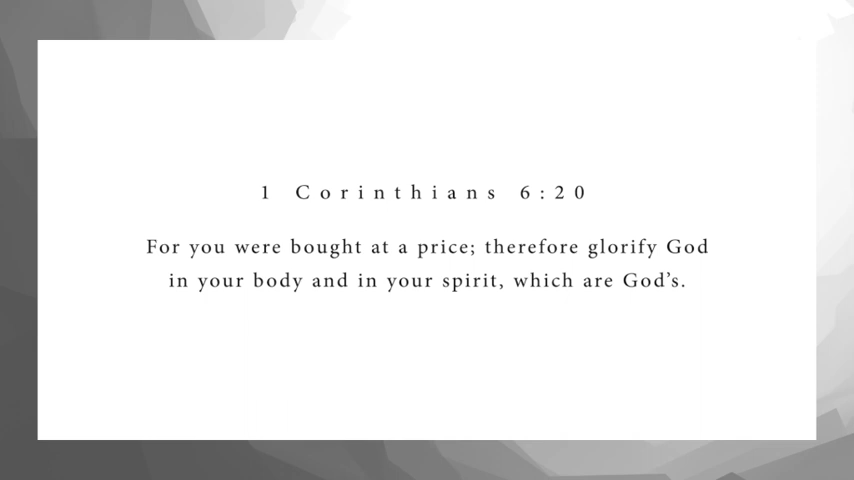 1 Corinthians 6:20
For you were bought at a price; therefore glorify God
in your body and in your spirit, which are God’s.